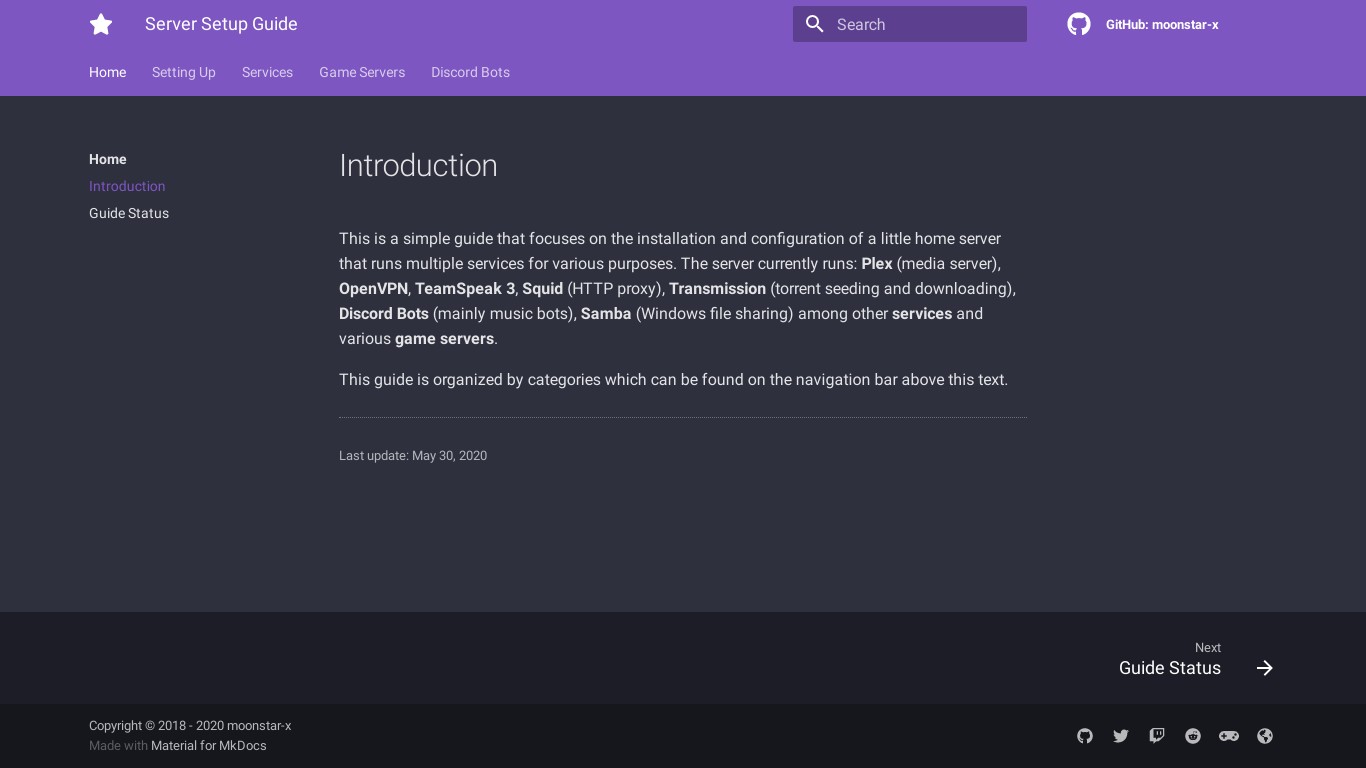 Server Setup Guide
Search
GitHub: moonstar-x
Home
Setting Up
Services
Game Servers
Discord Bots
Home
Introduction
Guide Status
Introduction
This is a simple guide that focuses on the installation and configuration of a little home server
that runs multiple services for various purposes. The server currently runs: Plex (media server),
OpenVPN, TeamSpeak 3, Squid (HTTP proxy), Transmission (torrent seeding and downloading),
Discord Bots (mainly music bots), Samba (Windows file sharing) among other services and
various game servers.
This guide is organized by categories which can be found on the navigation bar above this text.
Last update: May 30, 2020
Next
Guide Status
Copyright © 2018 - 2020 moonstar-x
Made with Material for MkDocs